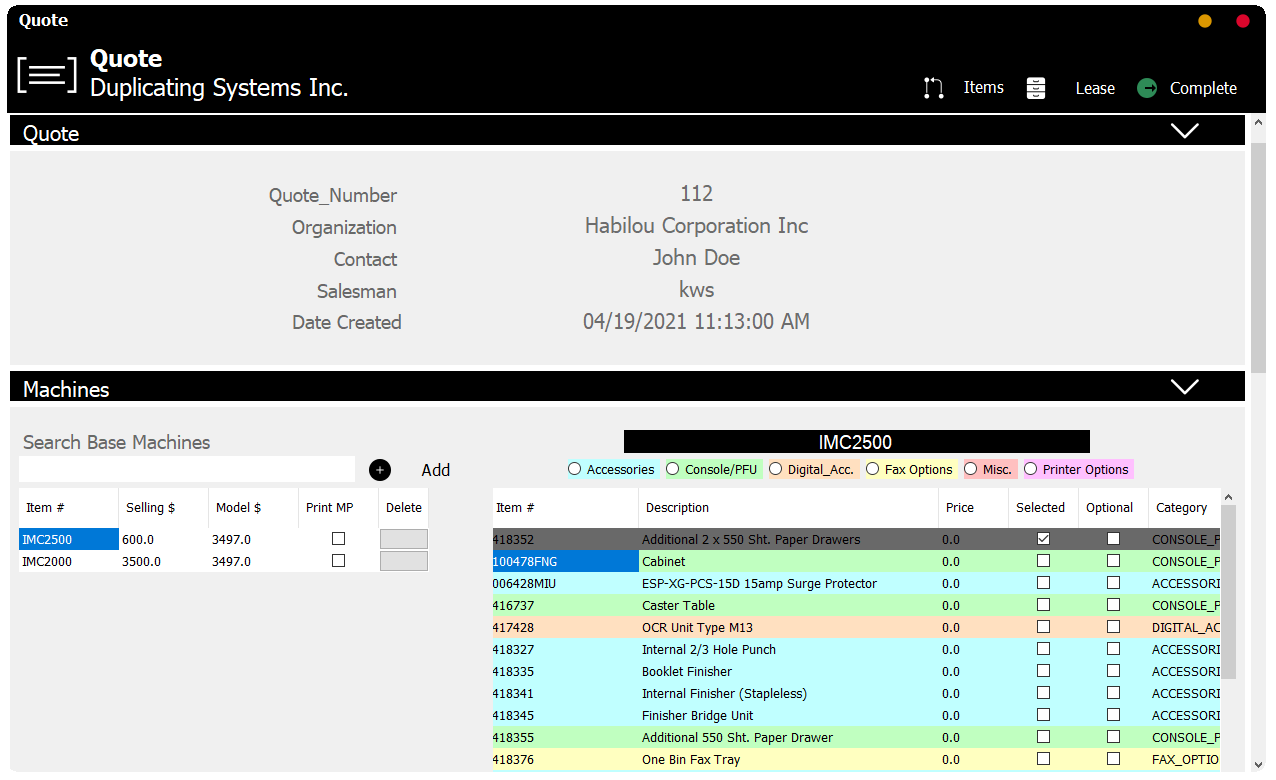 Quote
Quote
Duplicating Systems Inc.
Items Lease Complete
Quote
Quote_Number 112
Organization Habilou Corporation Inc
Contact John Doe
Salesman kws
Date Created 04/19/2021 11:13:00 AM
Machines
Search Base Machines
Add
Item # Selling $ Model $ Print MP Delete
IMC2500 600.0 3497.0
IMC2000 3500.0 3497.0
IMC2500
Accessories Console/PFU Digital_Acc. Fax Options Misc. Printer Options
Item # Description Price Selected Optional Category
418352 Additional 2 x 550 Sht. Paper Drawers 0.0 CONSOLE_P
100478FNG Cabinet 0.0 CONSOLE_P
006428MIU ESP-XG-PCS-15D 15amp Surge Protector 0.0 ACCESSORI
416737 Caster Table 0.0 CONSOLE_P
417428 OCR Unit Type M13 0.0 DIGITAL_AC
418327 Internal 2/3 Hole Punch 0.0 ACCESSORI
418335 Booklet Finisher 0.0 ACCESSORI
418341 Internal Finisher (Stapleless) 0.0 ACCESSORI
418345 Finisher Bridge Unit 0.0 ACCESSORI
418355 Additional 550 Sht. Paper Drawer 0.0 CONSOLE_P
418376 One Bin Fax Tray 0.0 FAX_OPTIO